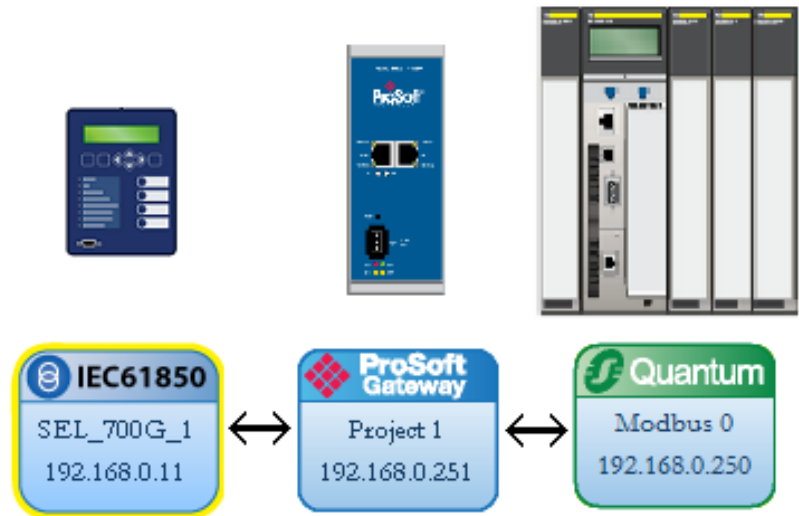 ProSoft
IEC61850
SEL_700G_1
192.168.0.11
ProSoft
Gateway
Project 1
192.168.0.251
Quantum
Modbus 0
192.168.0.250